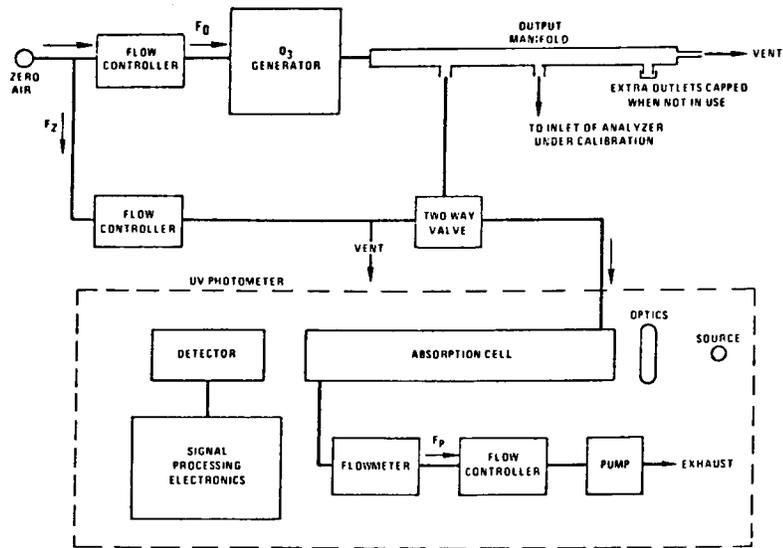 ZERO
AIR
FLOW
CONTROLLER
FO
O3
GENERATOR
OUTPUT
MANIFOLD
VENT
EXTRA OUTLETS CAPPED
WHEN NOT IN USE
TO INLET OF ANALYZER
UNDER CALIBRATION
FZ
FLOW
CONTROLLER
VENT
TWO WAY
VALVE
UV PHOTOMETER
DETECTOR
SIGNAL
PROCESSING
ELECTRONICS
ABSORPTION CELL
OPTICS
SOURCE
FLOWMETER
FP
FLOW
CONTROLLER
PUMP
EXHAUST